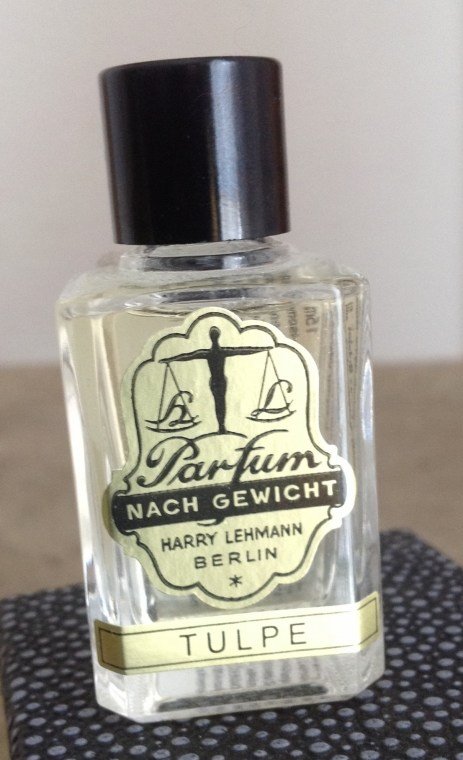 H L
Parfum
NACH GEWICHT
HARRY LEHMANN
BERLIN
*
TULPE